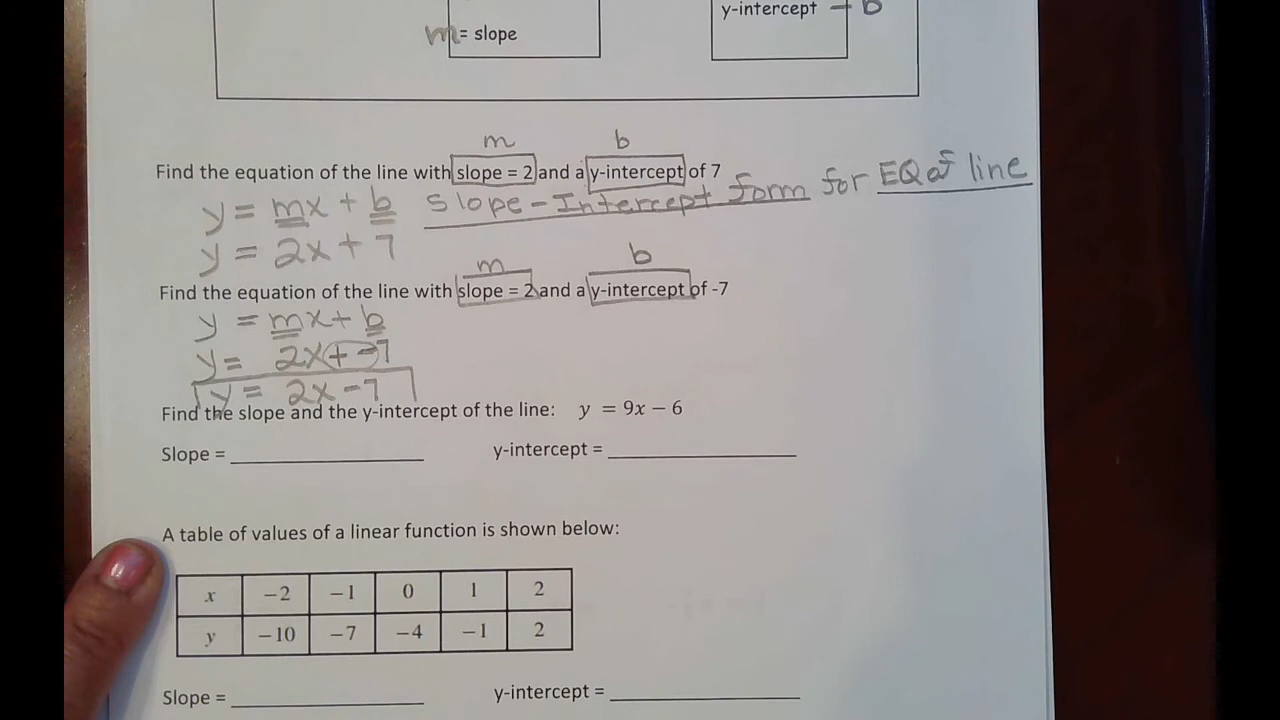 y-intercept — b
m = slope
m b
Find the equation of the line with slope = 2 and a y-intercept of 7
y = mx + b slope-Intercept form for EQ of line
y = 2x + 7
m b
Find the equation of the line with slope = 2 and a y-intercept of -7
y = mx + b
y = 2x + -7
y = 2x - 7
Find the slope and the y-intercept of the line: y = 9x − 6
Slope = ________________ y-intercept = ________________
A table of values of a linear function is shown below:
x −2 −1 0 1 2
y −10 −7 −4 −1 2
Slope = ________________ y-intercept = ________________